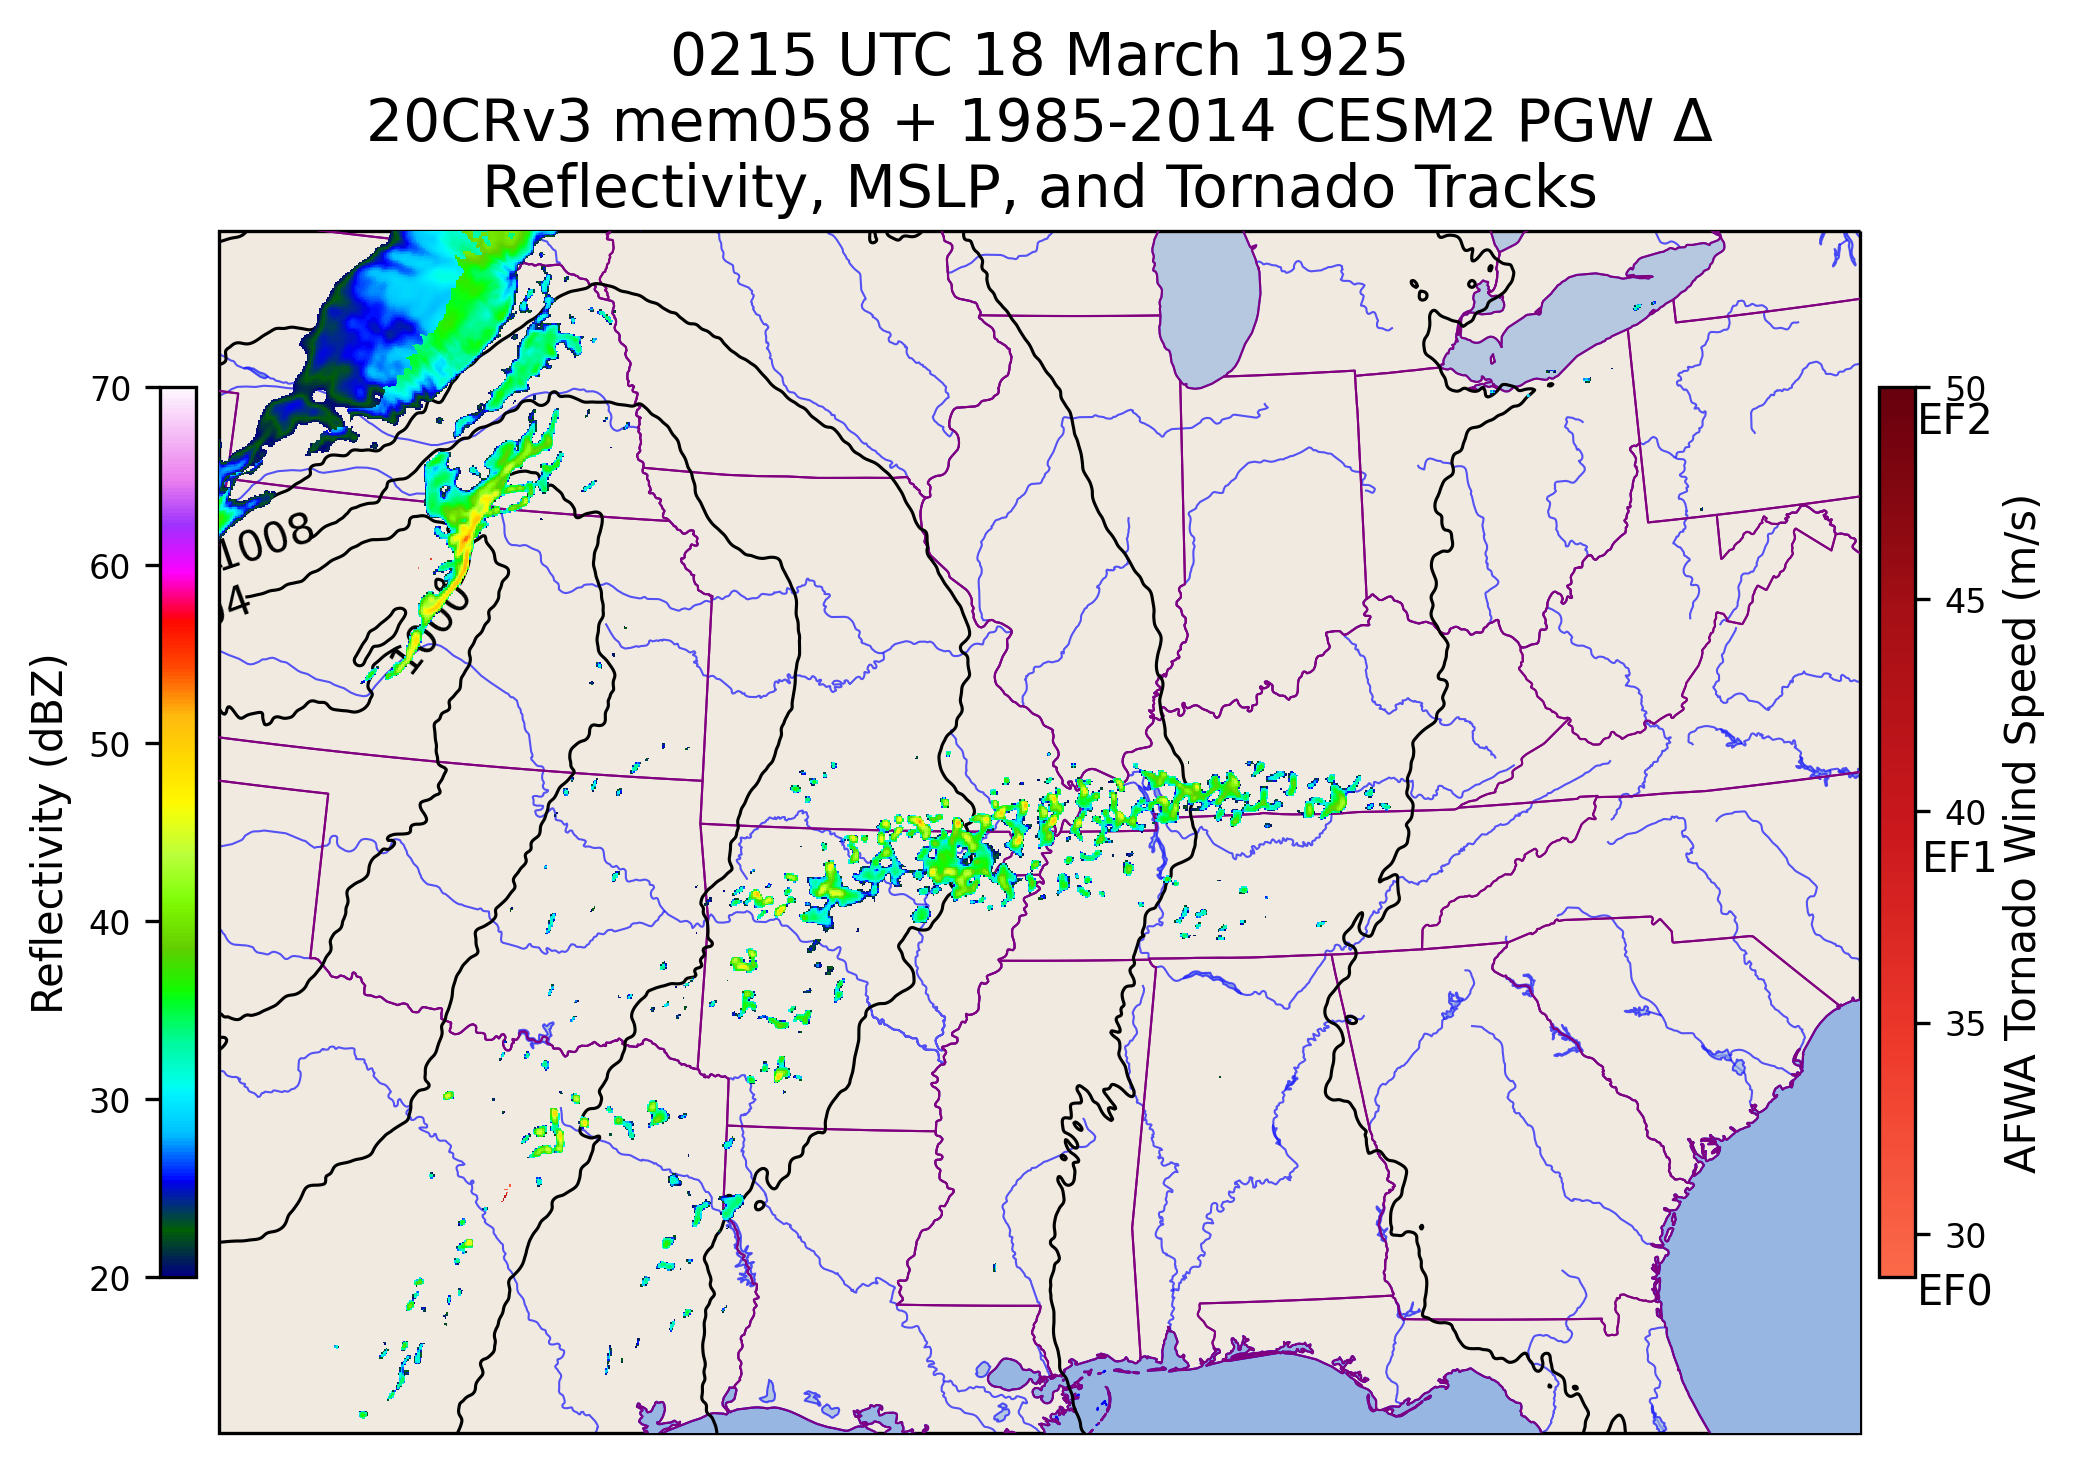 0215 UTC 18 March 1925
20CRv3 mem058 + 1985-2014 CESM2 PGW Δ
Reflectivity, MSLP, and Tornado Tracks
70
60
50
40
30
20
Reflectivity (dBZ)
1008
04
1000
50
EF2
45
40
EF1
35
30
EF0
AFWA Tornado Wind Speed (m/s)